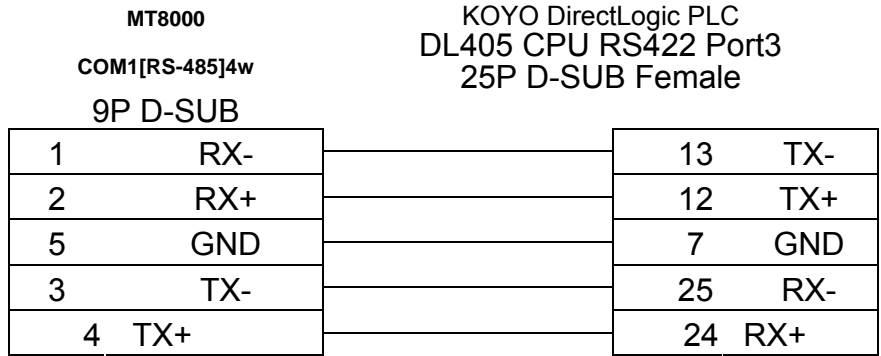 MT8000
COM1[RS-485]4w
9P D-SUB
KOYO DirectLogic PLC
DL405 CPU RS422 Port3
25P D-SUB Female
1 RX- 13 TX-
2 RX+ 12 TX+
5 GND 7 GND
3 TX- 25 RX-
4 TX+ 24 RX+